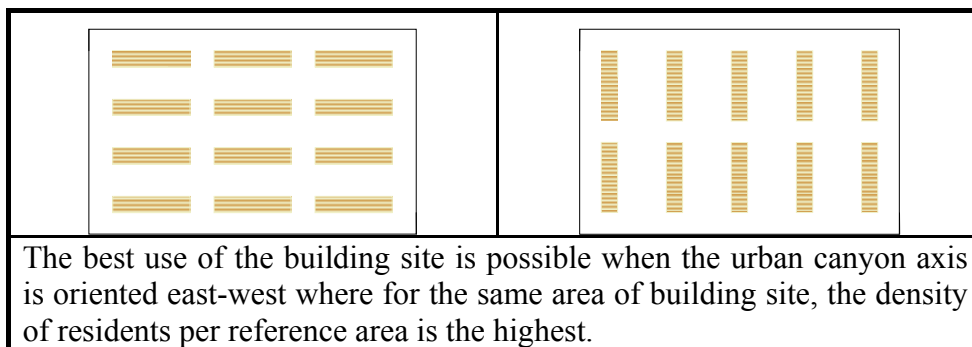 The best use of the building site is possible when the urban canyon axis
is oriented east-west where for the same area of building site, the density
of residents per reference area is the highest.